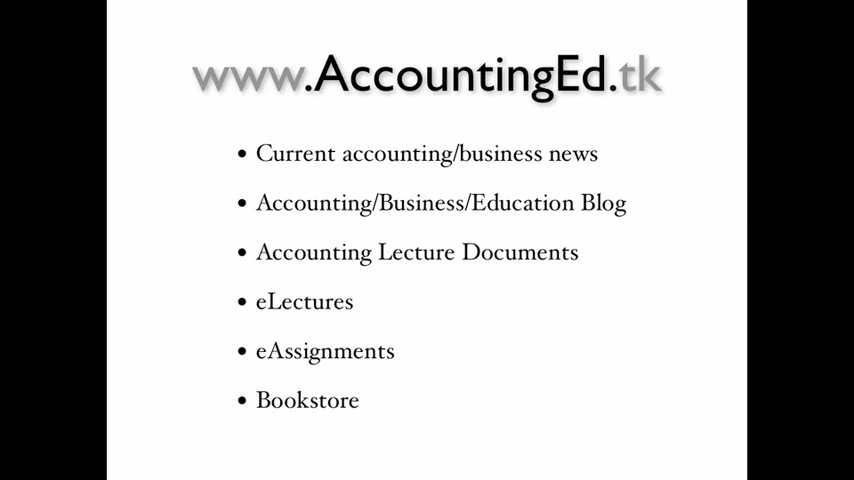 www.AccountingEd.tk
• Current accounting/business news
• Accounting/Business/Education Blog
• Accounting Lecture Documents
• eLectures
• eAssignments
• Bookstore